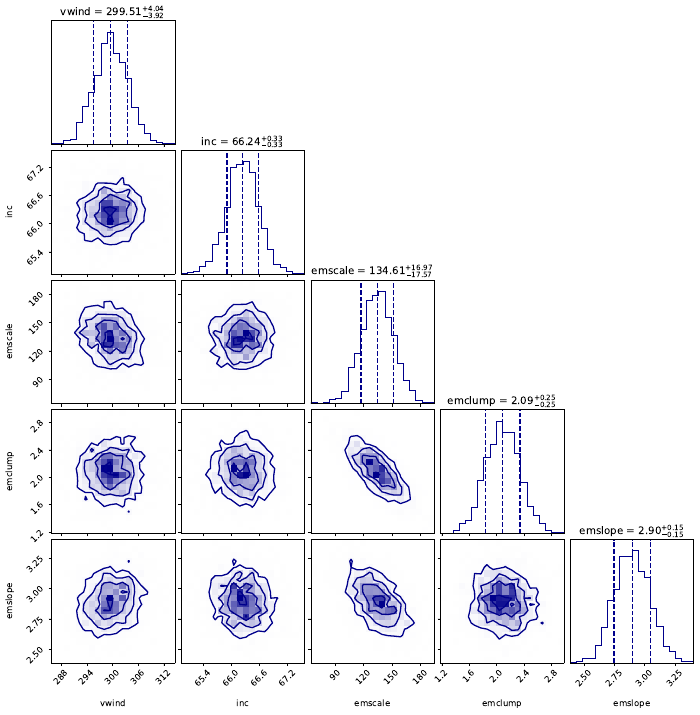 vwind = 299.51+4.04−3.92
inc = 66.24+0.33−0.33
67.2
66.6
66.0
65.4
inc
emscale = 134.61+16.97−17.57
180
150
120
90
emscale
emclump = 2.09+0.25−0.25
2.8
2.4
2.0
1.6
1.2
emclump
emslope = 2.90+0.15−0.15
3.25
3.00
2.75
2.50
emslope
288 294 300 306 312 65.4 66.0 66.6 67.2 90 120 150 180 1.2 1.6 2.0 2.4 2.8 2.50 2.75 3.00 3.25
vwind inc emscale emclump emslope